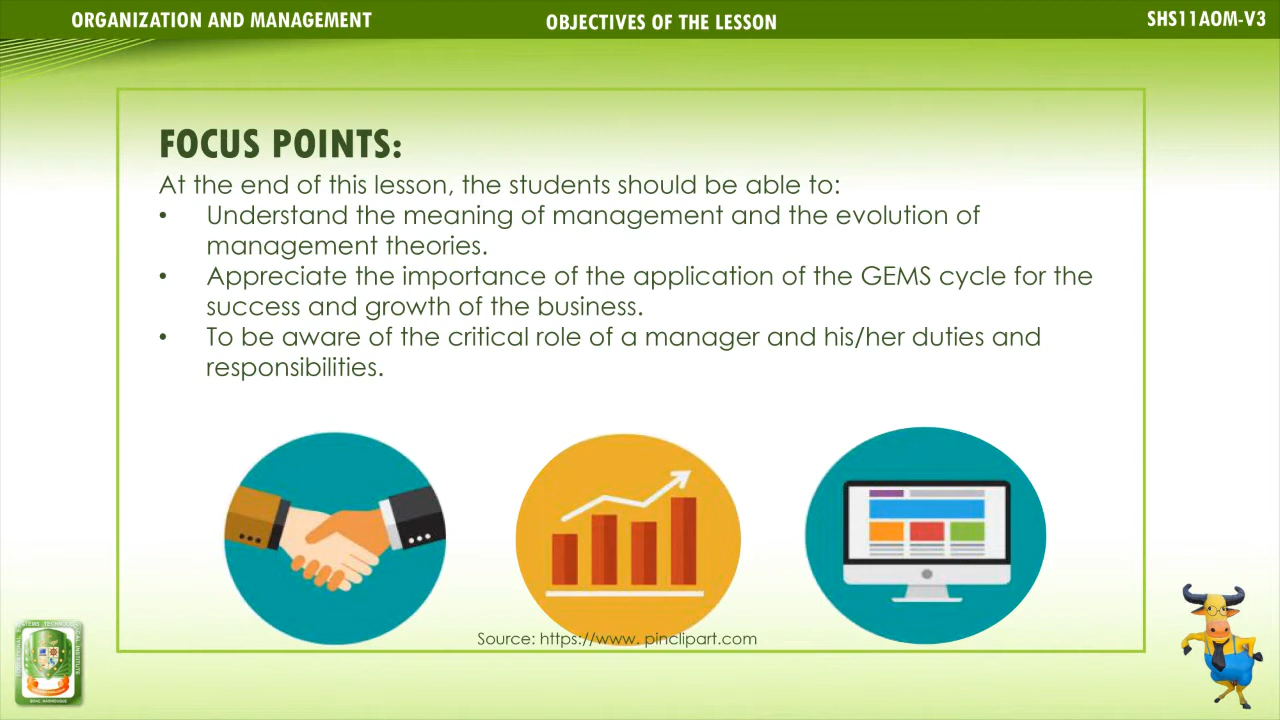 ORGANIZATION AND MANAGEMENT
OBJECTIVES OF THE LESSON
SHS11AOM-V3
FOCUS POINTS:
At the end of this lesson, the students should be able to:
• Understand the meaning of management and the evolution of
management theories.
• Appreciate the importance of the application of the GEMS cycle for the
success and growth of the business.
• To be aware of the critical role of a manager and his/her duties and
responsibilities.
Source: https://www. pinclipart.com